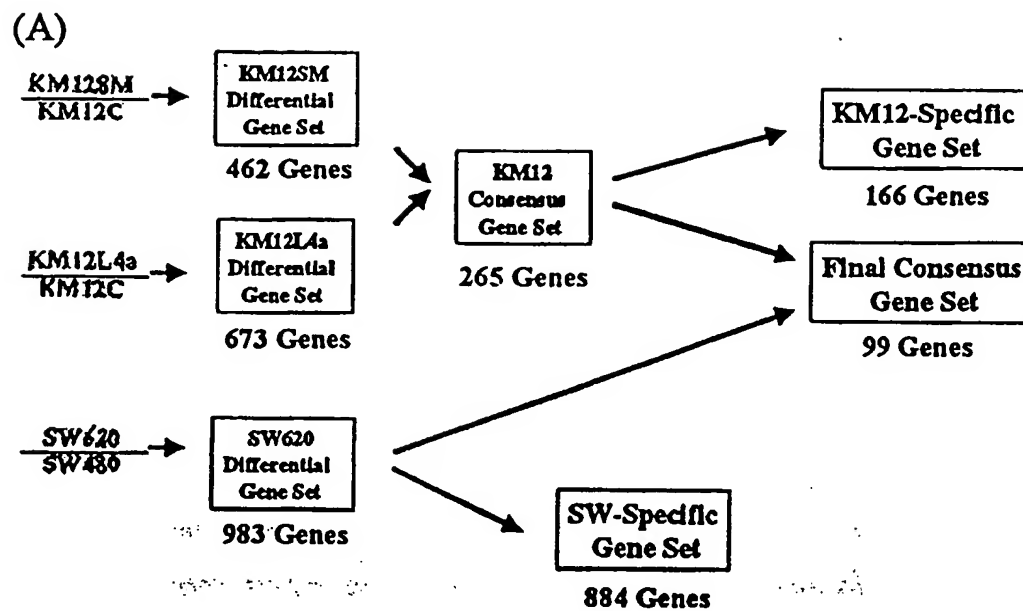 (A)
KM12SM
KM12C
KM12SM
Differential
Gene Set
462 Genes
KM12L4a
KM12C
KM12L4a
Differential
Gene Set
673 Genes
SW620
SW480
SW620
Differential
Gene Set
983 Genes
KM12
Consensus
Gene Set
265 Genes
KM12-Specific
Gene Set
166 Genes
Final Consensus
Gene Set
99 Genes
SW-Specific
Gene Set
884 Genes